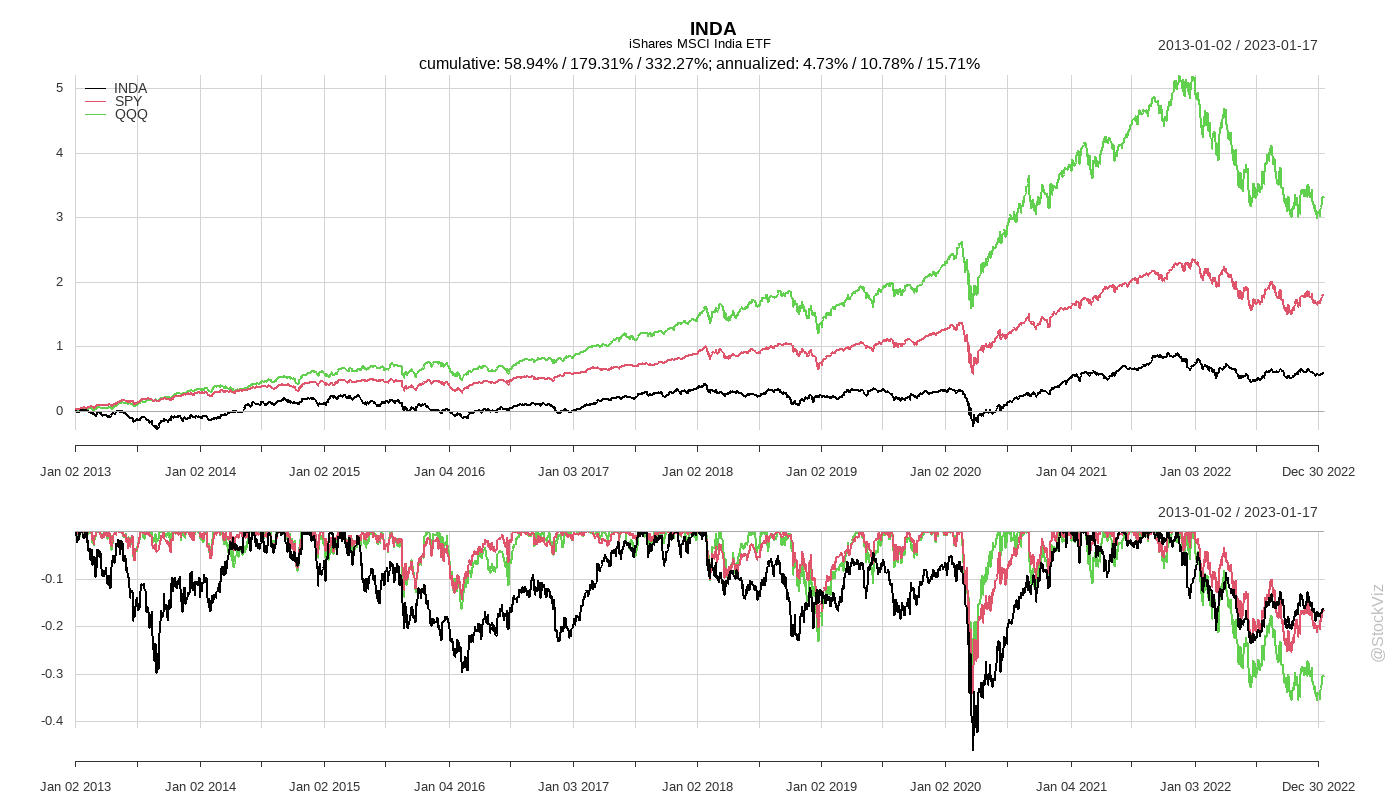 INDA
iShares MSCI India ETF
2013-01-02 / 2023-01-17
cumulative: 58.94% / 179.31% / 332.27%; annualized: 4.73% / 10.78% / 15.71%
INDA
SPY
QQQ
5
4
3
2
1
0
Jan 02 2013 Jan 02 2014 Jan 02 2015 Jan 04 2016 Jan 03 2017 Jan 02 2018 Jan 02 2019 Jan 02 2020 Jan 04 2021 Jan 03 2022 Dec 30 2022
2013-01-02 / 2023-01-17
-0.1
-0.2
-0.3
-0.4
Jan 02 2013 Jan 02 2014 Jan 02 2015 Jan 04 2016 Jan 03 2017 Jan 02 2018 Jan 02 2019 Jan 02 2020 Jan 04 2021 Jan 03 2022 Dec 30 2022
@StockViz